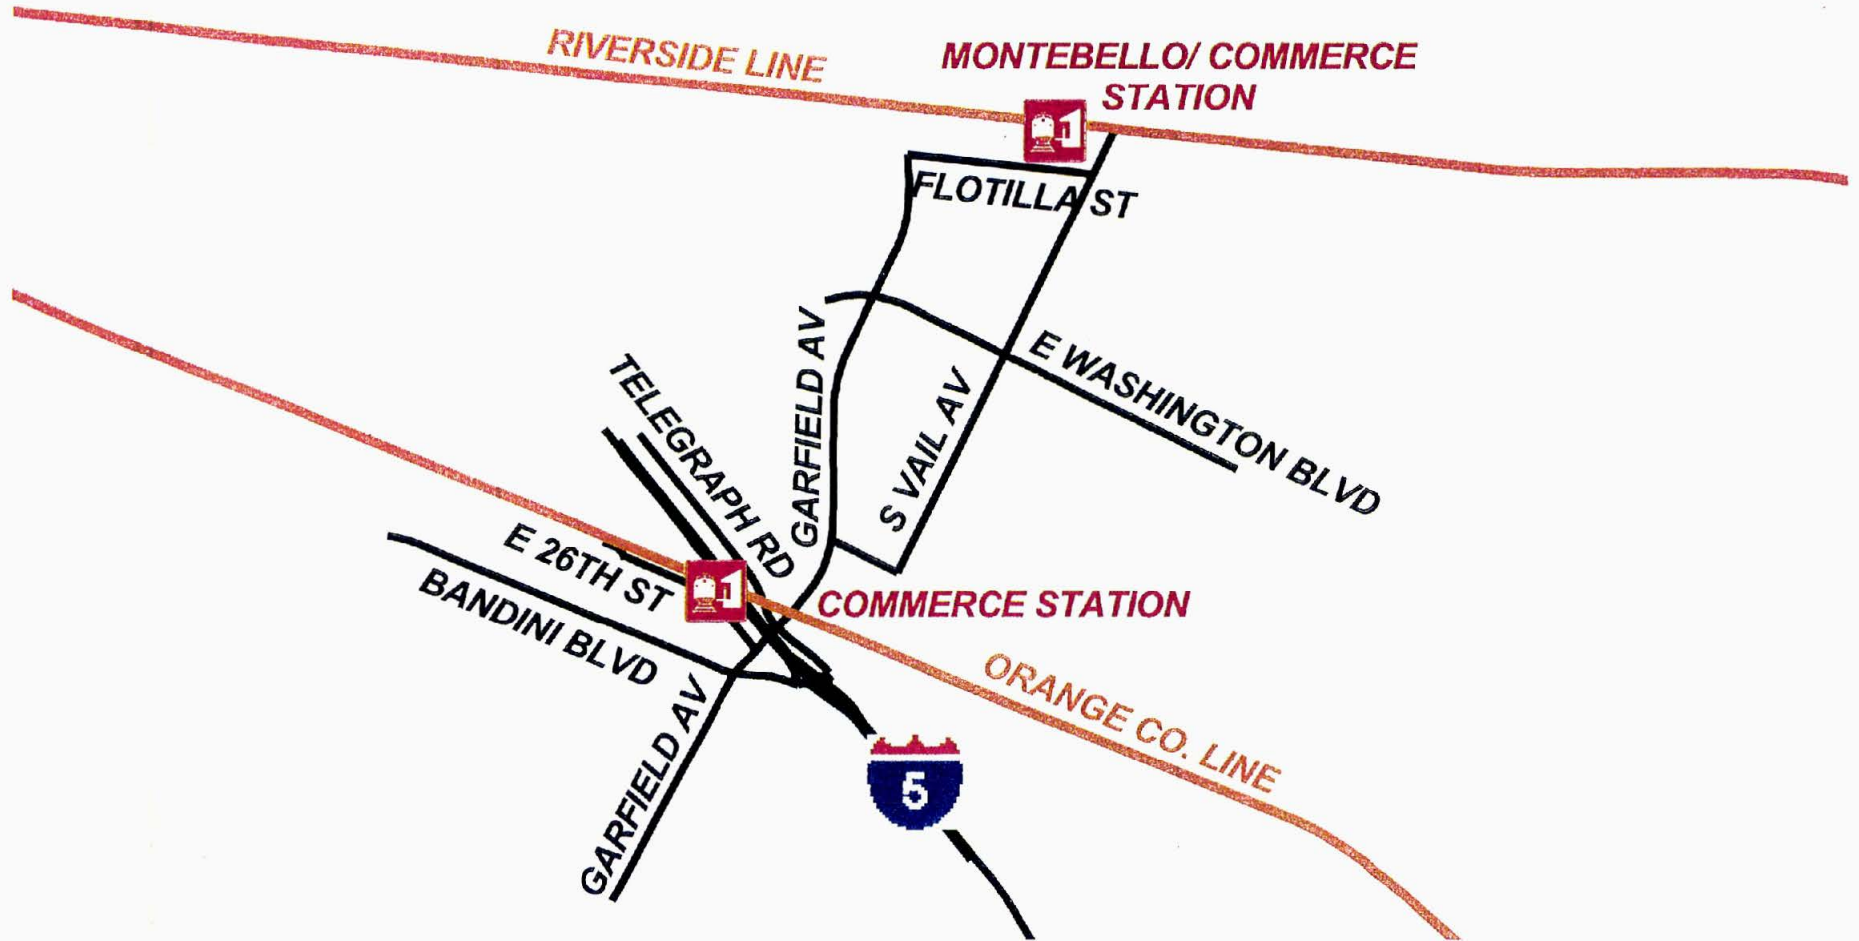 RIVERSIDE LINE
MONTEBELLO/ COMMERCE
STATION
FLOTILLA ST
GARFIELD AV
E WASHINGTON BLVD
TELEGRAPH RD
S VAIL AV
E 26TH ST
BANDINI BLVD
COMMERCE STATION
ORANGE CO. LINE
GARFIELD AV
5